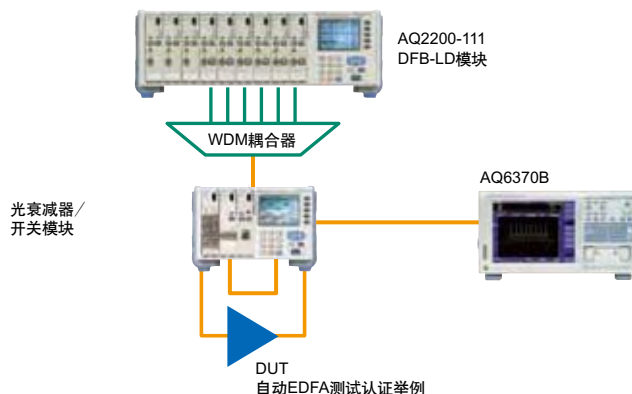 AQ2200-111
DFB-LD模块
WDM耦合器
AQ6370B
光衰减器/
开关模块
DUT
自动EDFA测试认证举例